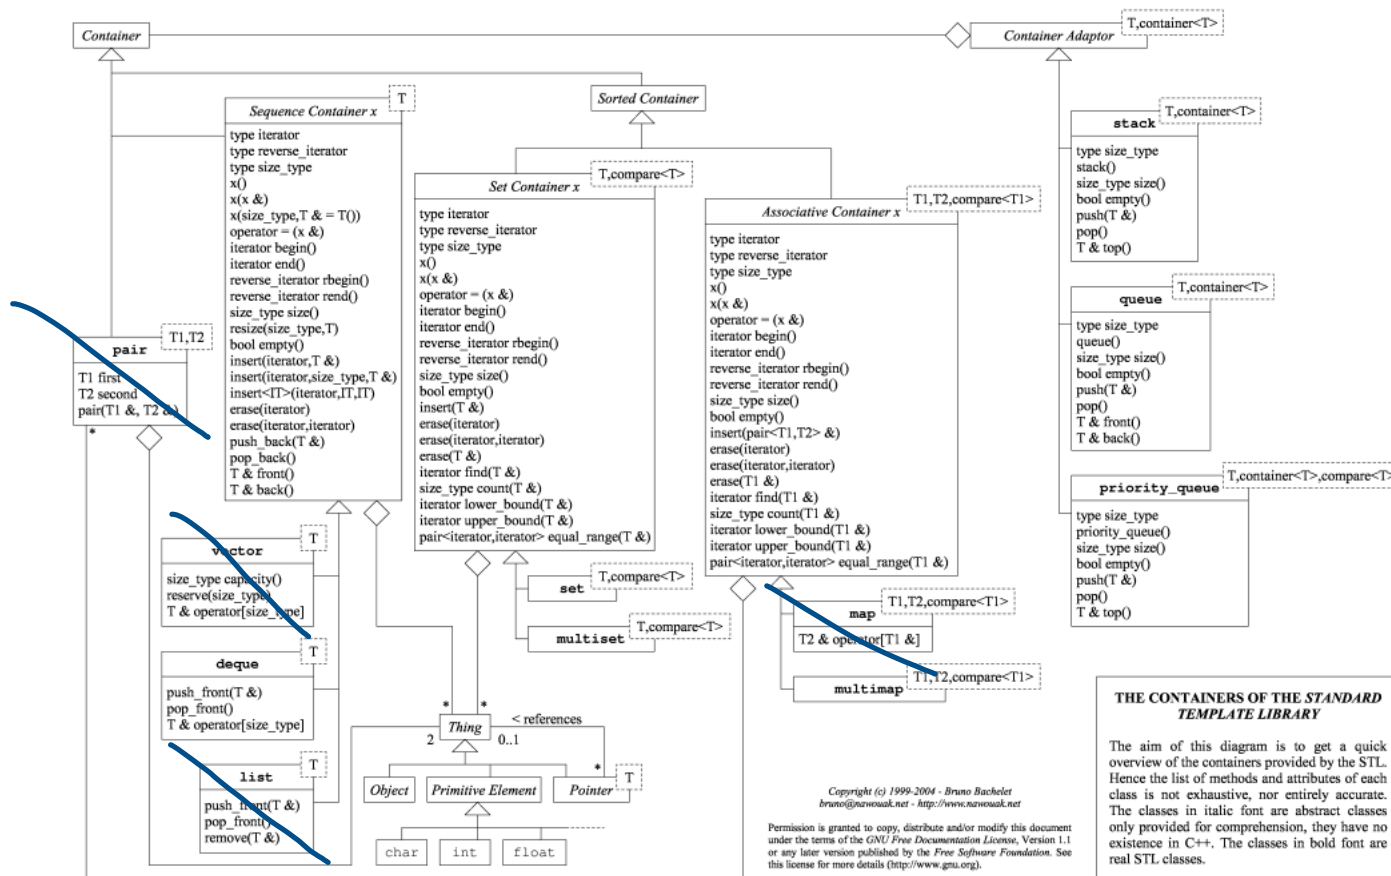 Container
Container Adaptor
T,container<T>
Sorted Container
Sequence Container x
T
type iterator
type reverse_iterator
type size_type
x()
x(x &)
x(size_type,T & = T())
operator = (x &)
iterator begin()
iterator end()
reverse_iterator rbegin()
reverse_iterator rend()
size_type size()
resize(size_type,T)
bool empty()
insert(iterator,T &)
insert(iterator,size_type,T &)
insert<IT>(iterator,IT,IT)
erase(iterator)
erase(iterator,iterator)
push_back(T &)
pop_back()
T & front()
T & back()
Set Container x
T,compare<T>
type iterator
type reverse_iterator
type size_type
x()
x(x &)
operator = (x &)
iterator begin()
iterator end()
reverse_iterator rbegin()
reverse_iterator rend()
size_type size()
bool empty()
insert(T &)
erase(iterator)
erase(iterator,iterator)
erase(T &)
iterator find(T &)
size_type count(T &)
iterator lower_bound(T &)
iterator upper_bound(T &)
pair<iterator,iterator> equal_range(T &)
Associative Container x
T1,T2,compare<T1>
type iterator
type reverse_iterator
type size_type
x()
x(x &)
operator = (x &)
iterator begin()
iterator end()
reverse_iterator rbegin()
reverse_iterator rend()
size_type size()
bool empty()
insert(pair<T1,T2> &)
erase(iterator)
erase(iterator,iterator)
erase(T1 &)
iterator find(T1 &)
size_type count(T1 &)
iterator lower_bound(T1 &)
iterator upper_bound(T1 &)
pair<iterator,iterator> equal_range(T1 &)
stack
T,container<T>
type size_type
stack()
size_type size()
bool empty()
push(T &)
pop()
T & top()
queue
T,container<T>
type size_type
queue()
size_type size()
bool empty()
push(T &)
pop()
T & front()
T & back()
priority_queue
T,container<T>,compare<T>
type size_type
priority_queue()
size_type size()
bool empty()
push(T &)
pop()
T & top()
pair
T1,T2
T1 first
T2 second
pair(T1 &, T2 &)
*
vector
T
size_type capacity()
reserve(size_type)
T & operator[size_type]
deque
T
push_front(T &)
pop_front()
T & operator[size_type]
list
T
push_front(T &)
pop_front()
remove(T &)
set
T,compare<T>
multiset
T,compare<T>
map
T1,T2,compare<T1>
T2 & operator[T1 &]
multimap
T1,T2,compare<T1>
*
*
Thing
< references
2
0..1
*
Object
Primitive Element
Pointer
T
char
int
float
Copyright (c) 1999-2004 - Bruno Bachelet
bruno@nawouak.net - http://www.nawouak.net
Permission is granted to copy, distribute and/or modify this document
under the terms of the GNU Free Documentation License, Version 1.1
or any later version published by the Free Software Foundation. See
this license for more details (http://www.gnu.org).
THE CONTAINERS OF THE STANDARD
TEMPLATE LIBRARY
The aim of this diagram is to get a quick
overview of the containers provided by the STL.
Hence the list of methods and attributes of each
class is not exhaustive, nor entirely accurate.
The classes in italic font are abstract classes
only provided for comprehension, they have no
existence in C++. The classes in bold font are
real STL classes.